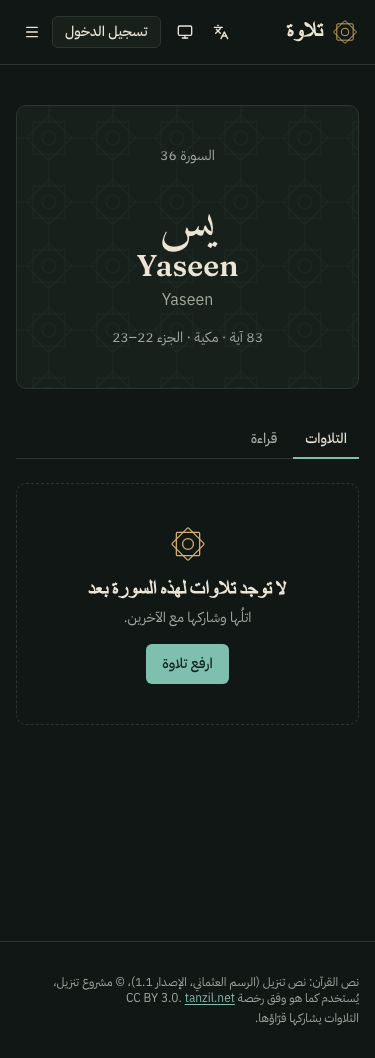 تلاوة
تسجيل الدخول
السورة 36
يس
Yaseen
Yaseen
83 آية · مكية · الجزء 22–23
التلاوات
قراءة
لا توجد تلاوات لهذه السورة بعد
اتلُها وشاركها مع الآخرين.
ارفع تلاوة
نص القرآن: نص تنزيل (الرسم العثماني، الإصدار 1.1)، © مشروع تنزيل،
يُستخدم كما هو وفق رخصة CC BY 3.0. tanzil.net
التلاوات يشاركها قرّاؤها.